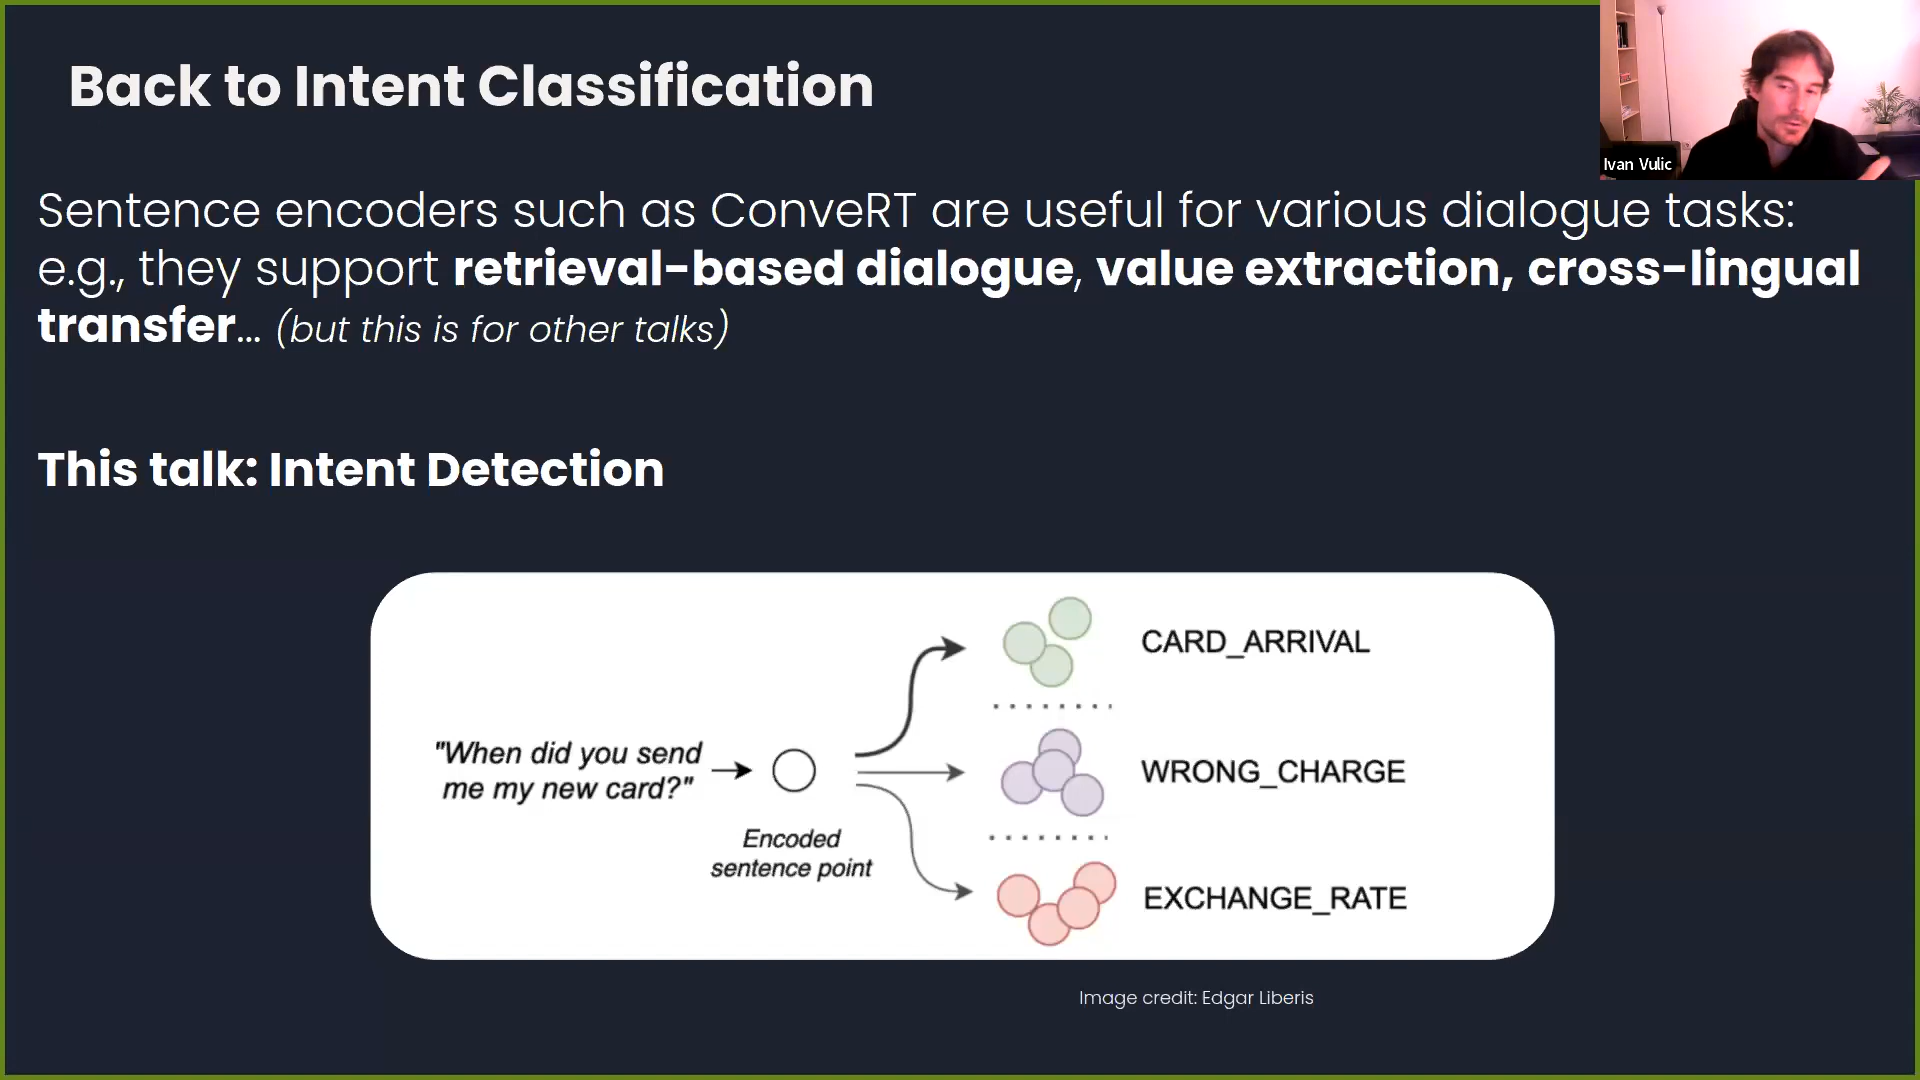 Back to Intent Classification
Ivan Vulic
Sentence encoders such as ConveRT are useful for various dialogue tasks:
e.g., they support retrieval-based dialogue, value extraction, cross-lingual
transfer... (but this is for other talks)
This talk: Intent Detection
"When did you send
me my new card?"
Encoded
sentence point
CARD_ARRIVAL
WRONG_CHARGE
EXCHANGE_RATE
Image credit: Edgar Liberis